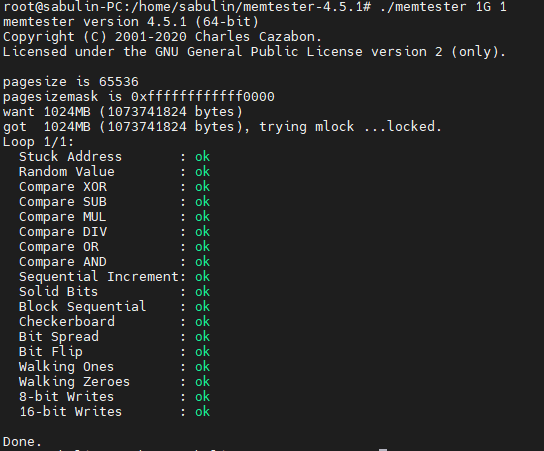 root@sabulin-PC:/home/sabulin/memtester-4.5.1# ./memtester 1G 1
memtester version 4.5.1 (64-bit)
Copyright (C) 2001-2020 Charles Cazabon.
Licensed under the GNU General Public License version 2 (only).

pagesize is 65536
pagesizemask is 0xffffffffffff0000
want 1024MB (1073741824 bytes)
got  1024MB (1073741824 bytes), trying mlock ...locked.
Loop 1/1:
  Stuck Address       : ok
  Random Value        : ok
  Compare XOR         : ok
  Compare SUB         : ok
  Compare MUL         : ok
  Compare DIV         : ok
  Compare OR          : ok
  Compare AND         : ok
  Sequential Increment: ok
  Solid Bits          : ok
  Block Sequential    : ok
  Checkerboard        : ok
  Bit Spread          : ok
  Bit Flip            : ok
  Walking Ones        : ok
  Walking Zeroes      : ok
  8-bit Writes        : ok
  16-bit Writes       : ok

Done.